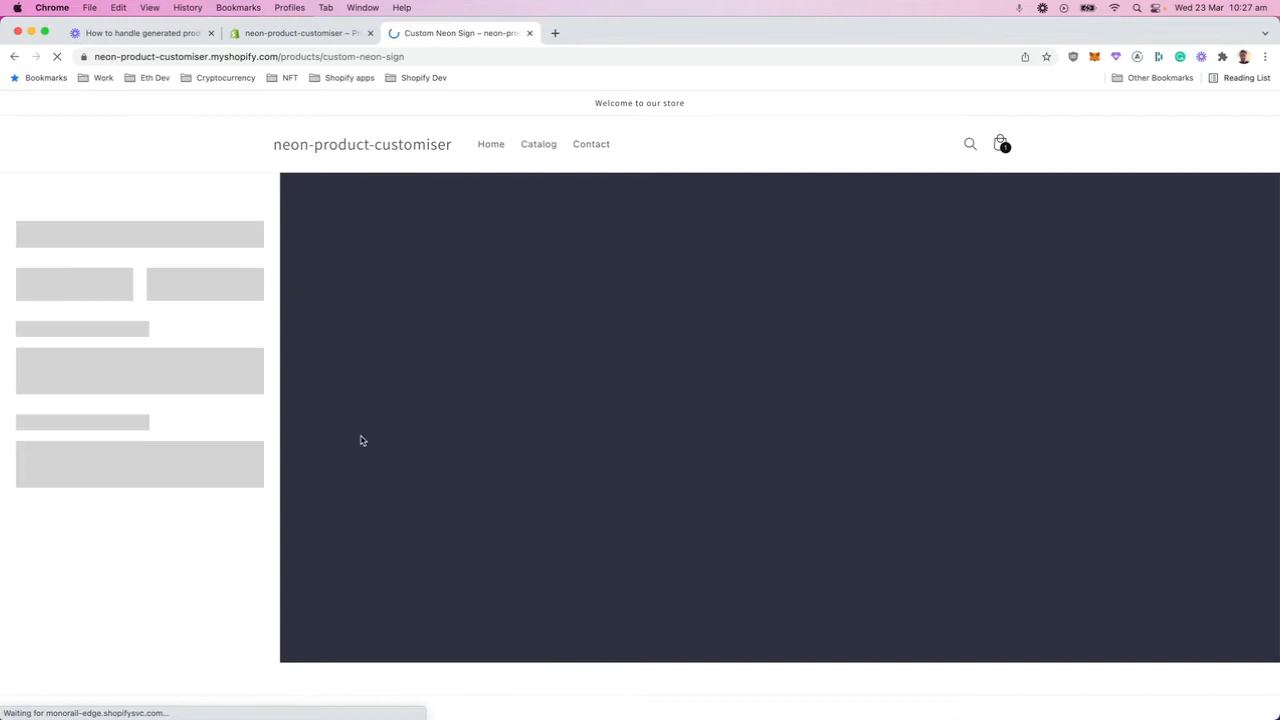 Chrome File Edit View History Bookmarks Profiles Tab Window Help Wed 23 Mar 10:27 am
How to handle generated prod neon-product-customiser – Pr Custom Neon Sign – neon-pro
neon-product-customiser.myshopify.com/products/custom-neon-sign
Bookmarks Work Eth Dev Cryptocurrency NFT Shopify apps Shopify Dev Other Bookmarks Reading List
Welcome to our store
neon-product-customiser Home Catalog Contact 1
Waiting for monorail-edge.shopifysvc.com...